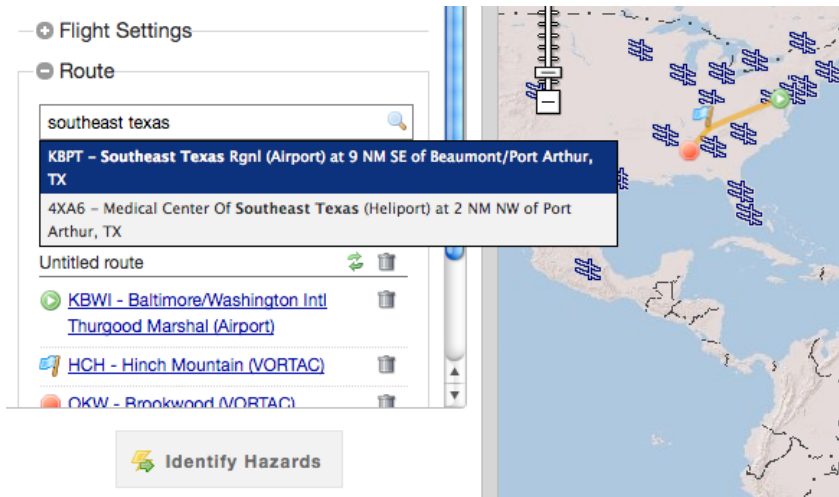 Flight Settings
Route
southeast texas
KBPT – Southeast Texas Rgnl (Airport) at 9 NM SE of Beaumont/Port Arthur,
TX
4XA6 – Medical Center Of Southeast Texas (Heliport) at 2 NM NW of Port
Arthur, TX
Untitled route
KBWI - Baltimore/Washington Intl
Thurgood Marshal (Airport)
HCH - Hinch Mountain (VORTAC)
OKW - Brookwood (VORTAC)
Identify Hazards